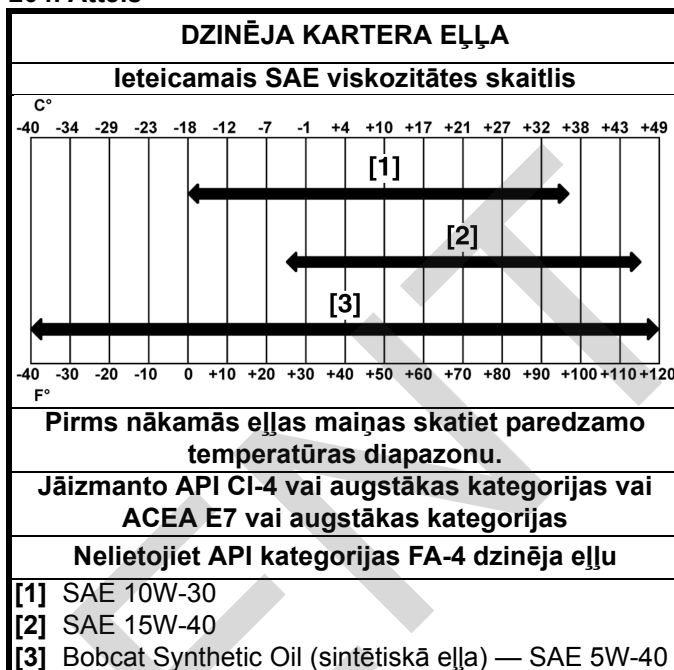 DZINĒJA KARTERA EĻĻA
Ieteicamais SAE viskozitātes skaitlis
C°
-40 -34 -29 -23 -18 -12 -7 -1 +4 +10 +17 +21 +27 +32 +38 +43 +49
[1]
[2]
[3]
-40 -30 -20 -10 0 +10 +20 +30 +40 +50 +60 +70 +80 +90 +100 +110 +120
F°
Pirms nākamās eļļas maiņas skatiet paredzamo
temperatūras diapazonu.
Jāizmanto API CI-4 vai augstākas kategorijas vai
ACEA E7 vai augstākas kategorijas
Nelietojiet API kategorijas FA-4 dzinēja eļļu
[1] SAE 10W-30
[2] SAE 15W-40
[3] Bobcat Synthetic Oil (sintētiskā eļļa) — SAE 5W-40